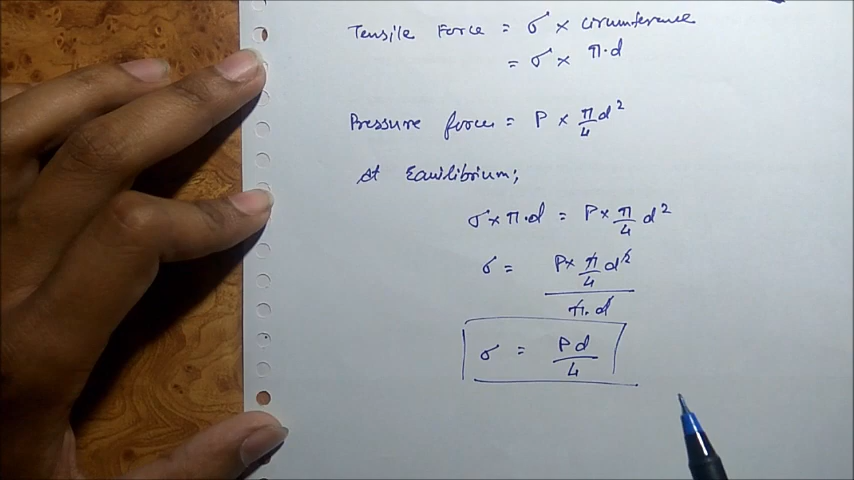 Tensile Force = σ × circumference
= σ × π·d
Pressure force = P × π/4 d²
At Equilibrium;
σ × π·d = P × π/4 d²
σ = P × π/4 d² / π·d
σ = Pd/4